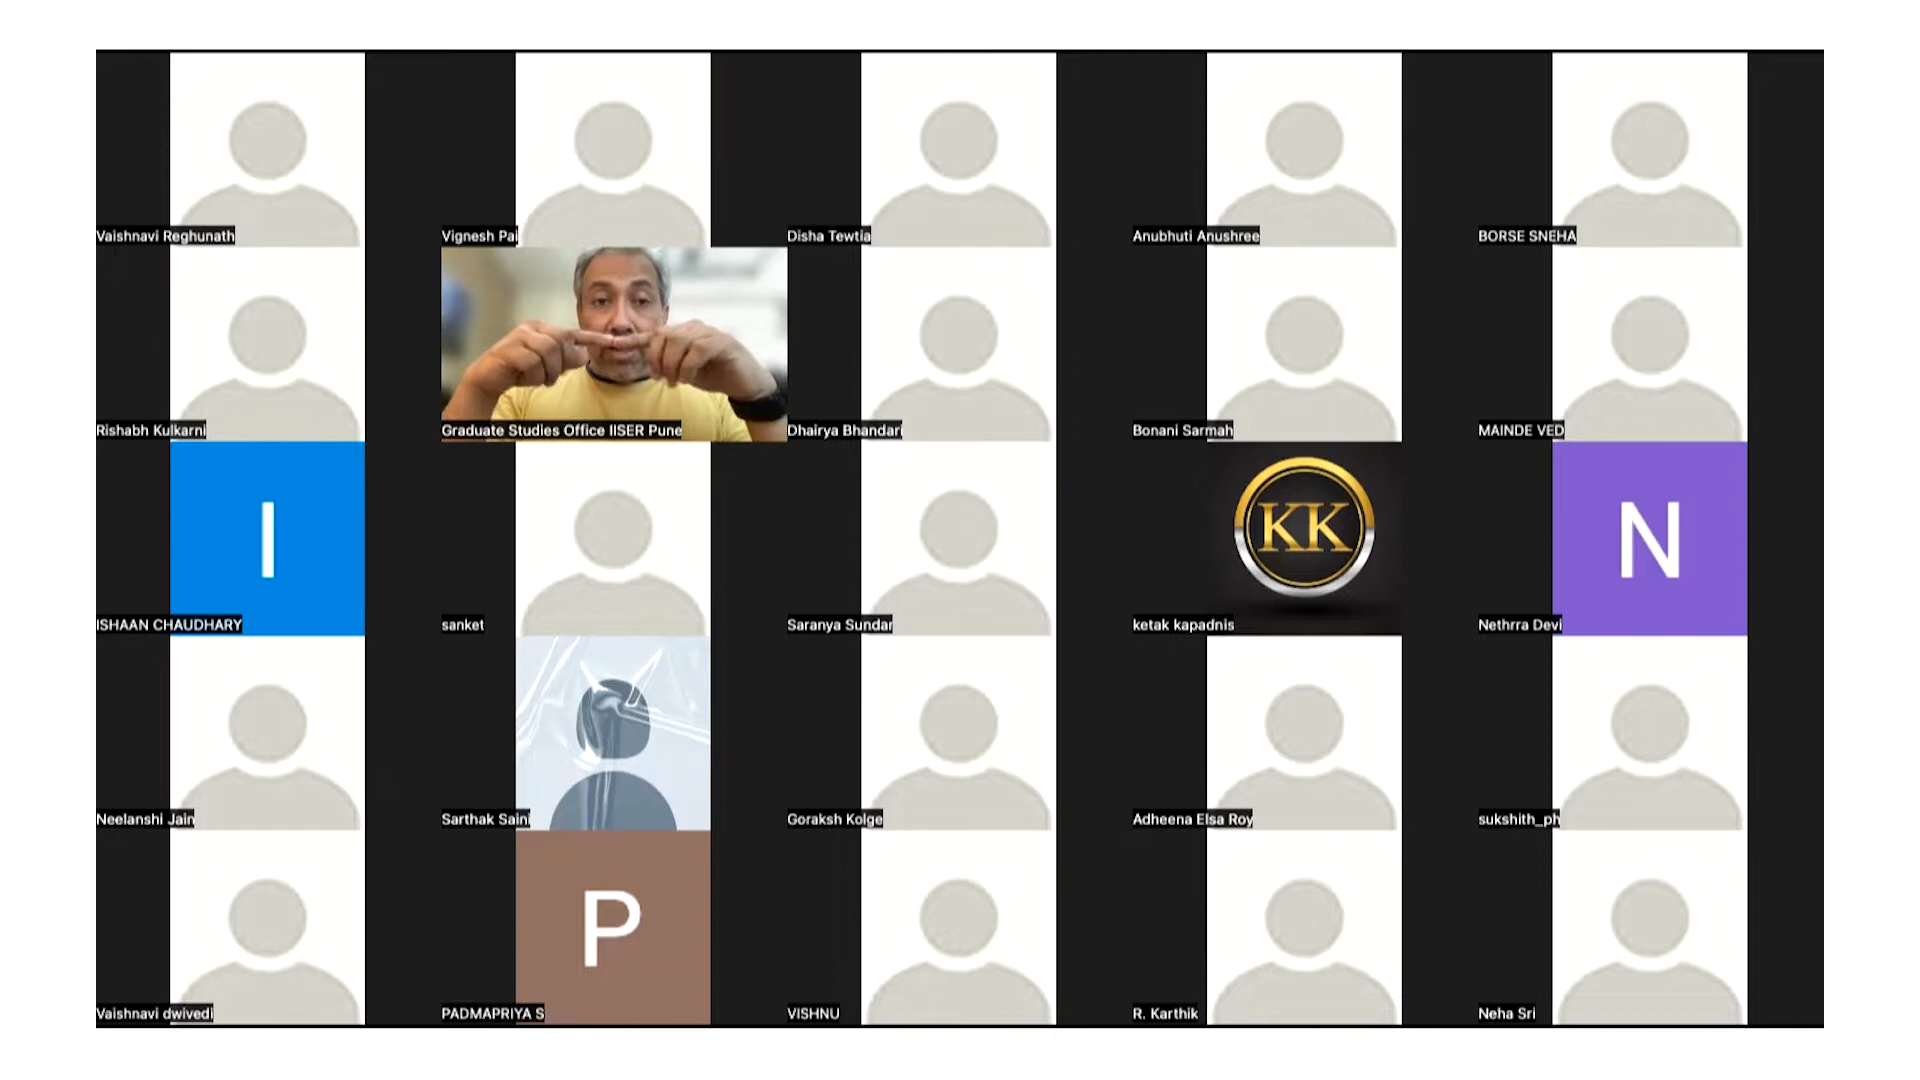 Vaishnavi Reghunath
Vignesh Pai
Disha Tewtia
Anubhuti Anushree
BORSE SNEHA
Rishabh Kulkarni
Graduate Studies Office IISER Pune
Dhairya Bhandari
Bonani Sarmah
MAINDE VED
I
KK
N
ISHAAN CHAUDHARY
sanket
Saranya Sundar
ketak kapadnis
Nethrra Devi
Neelanshi Jain
Sarthak Saini
Goraksh Kolge
Adheena Elsa Roy
sukshith_ph
P
Vaishnavi dwivedi
PADMAPRIYA S
VISHNU
R. Karthik
Neha Sri